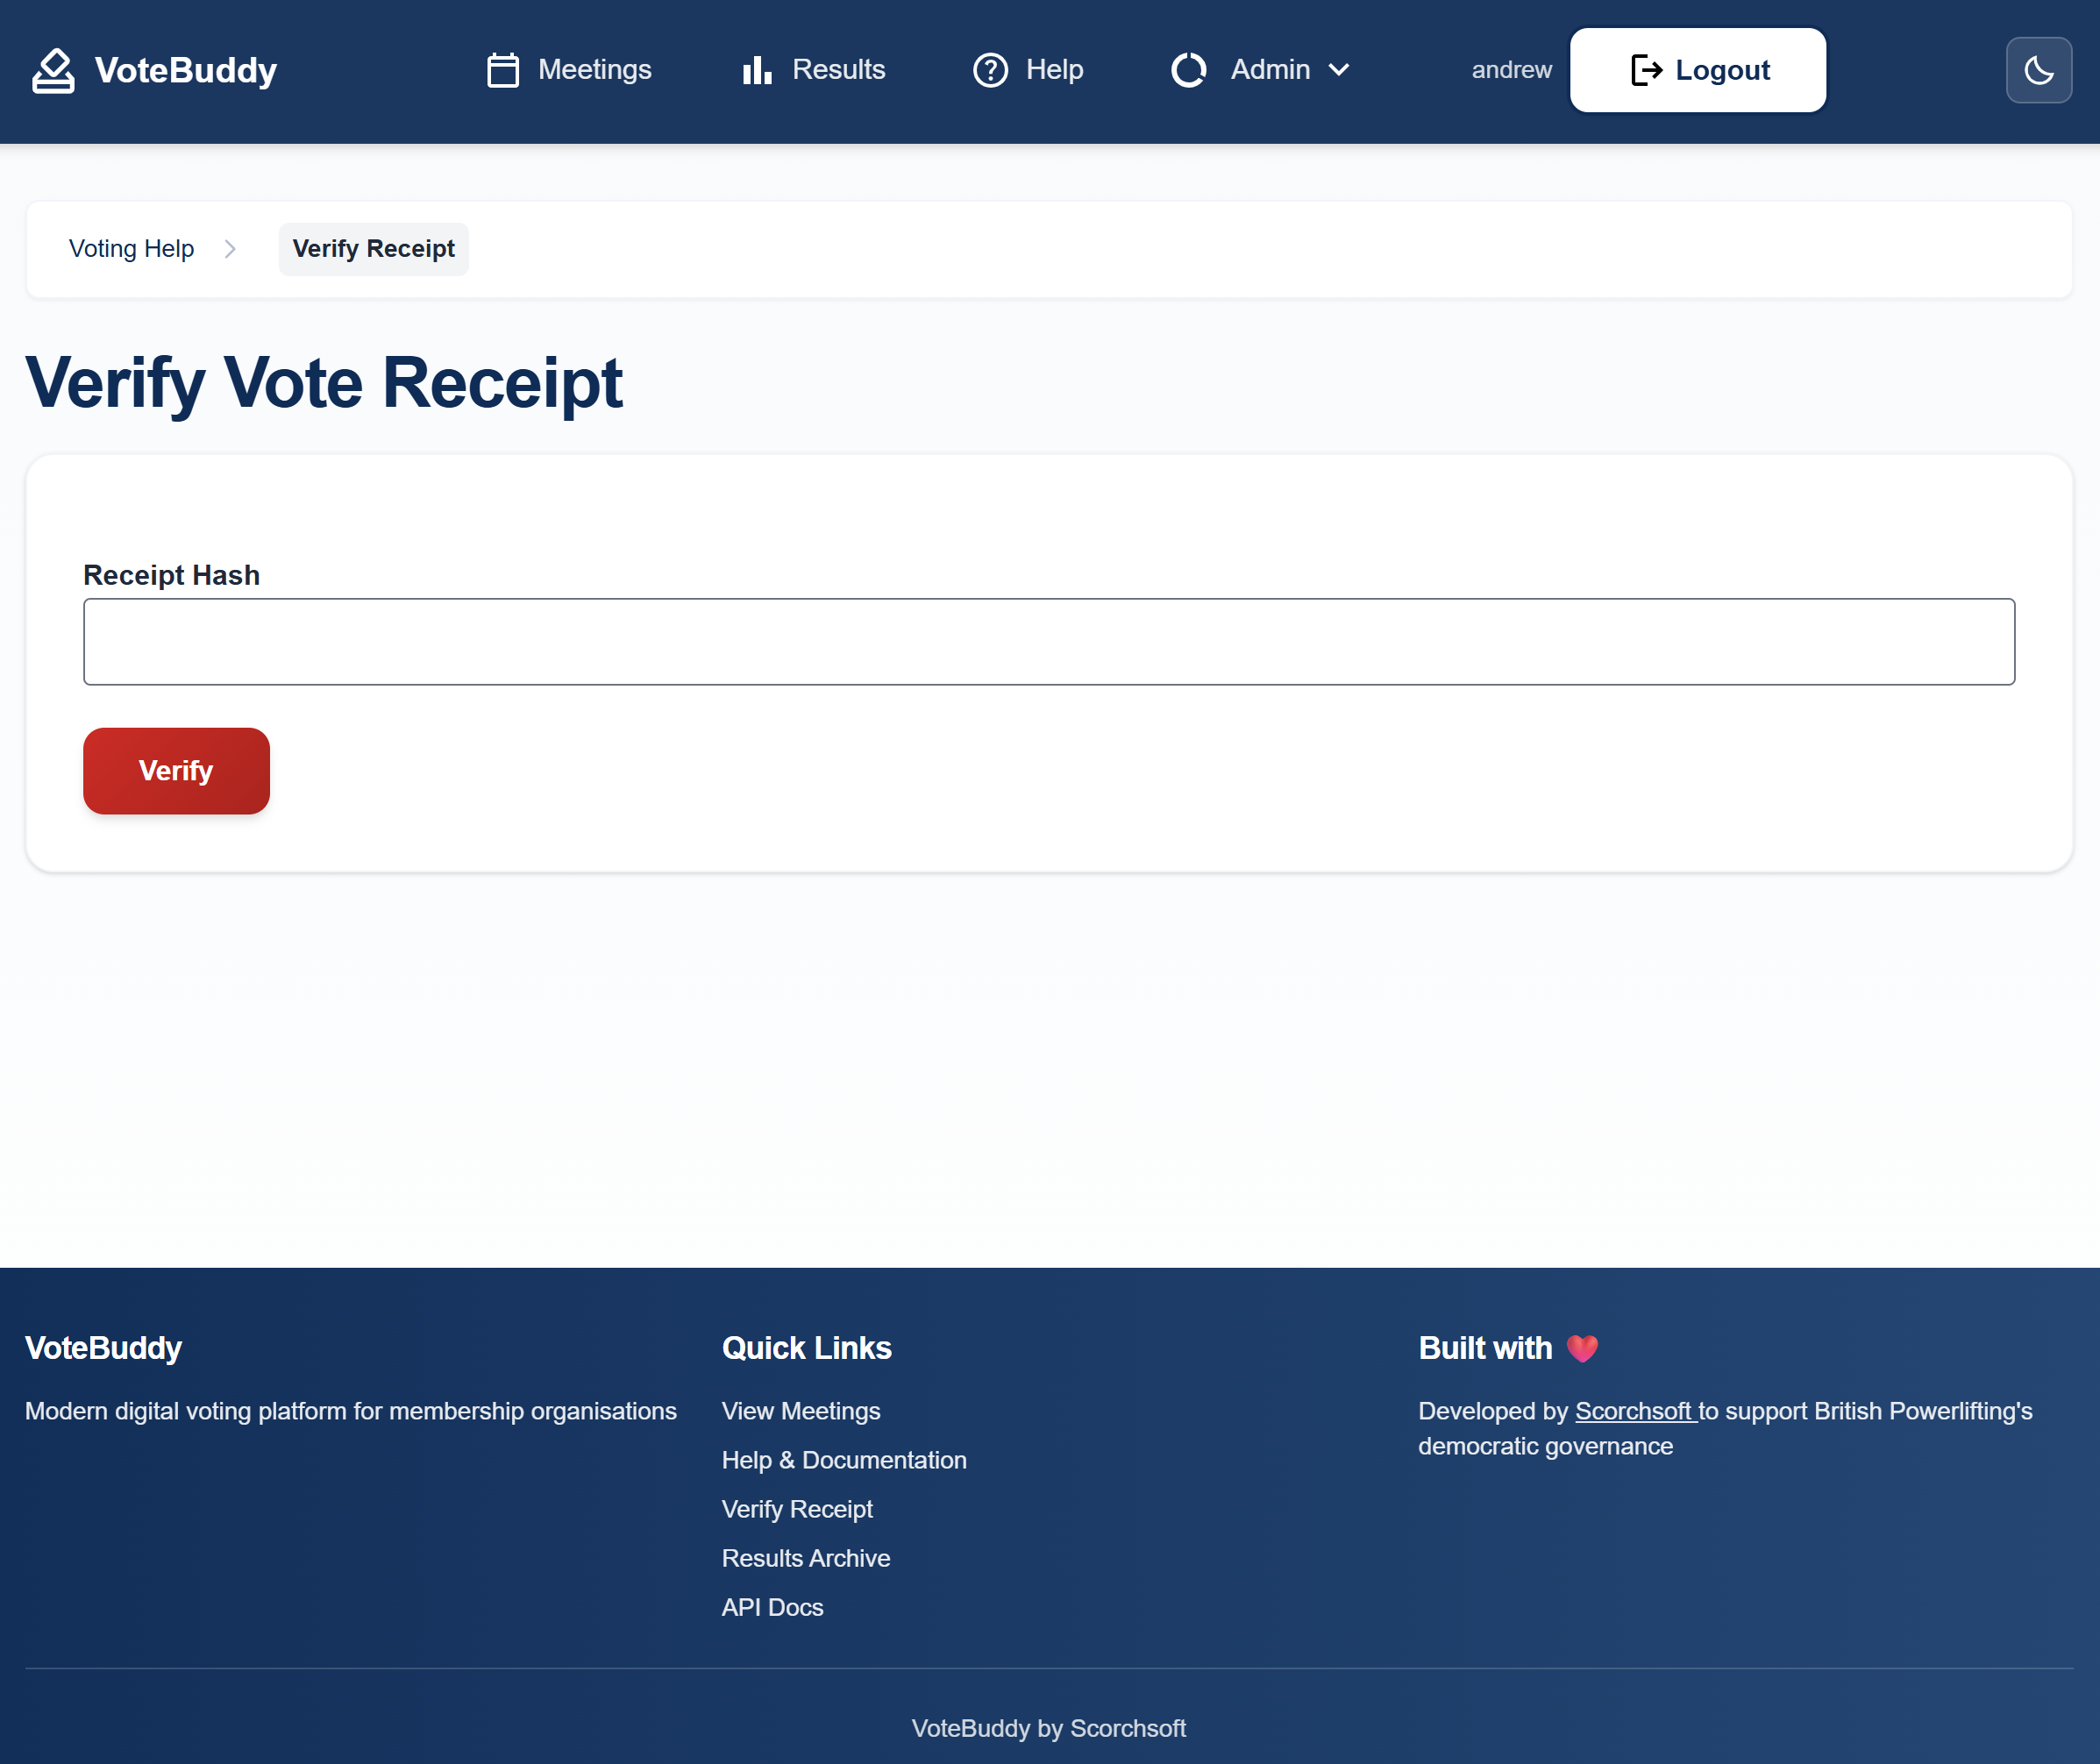 VoteBuddy
Meetings
Results
Help
Admin
andrew
Logout
Voting Help
Verify Receipt
Verify Vote Receipt
Receipt Hash
Verify
VoteBuddy
Modern digital voting platform for membership organisations
Quick Links
View Meetings
Help & Documentation
Verify Receipt
Results Archive
API Docs
Built with
Developed by Scorchsoft to support British Powerlifting's
democratic governance
VoteBuddy by Scorchsoft